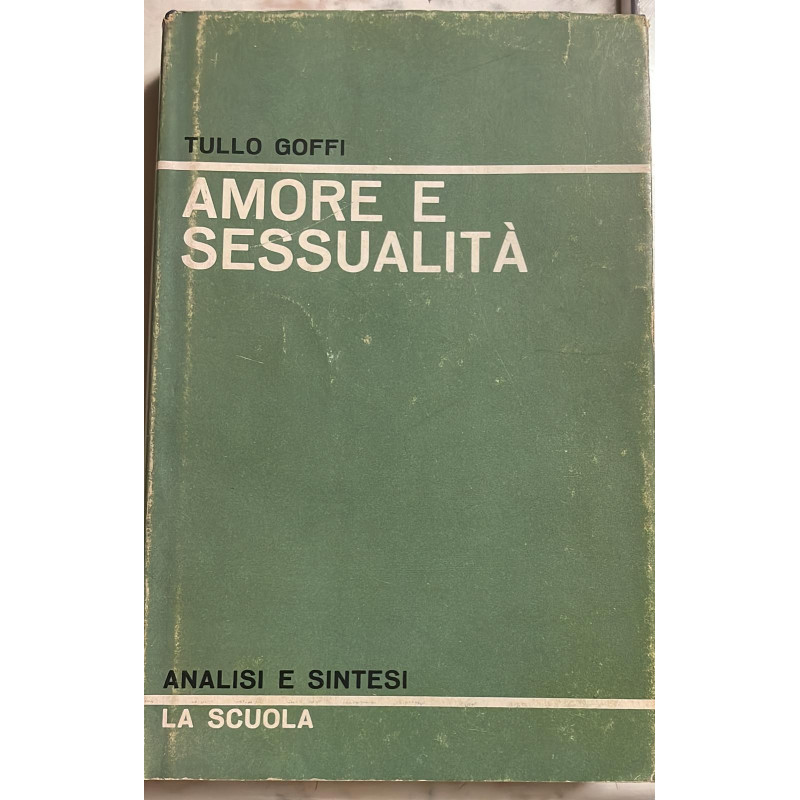 TULLO GOFFI
AMORE E
SESSUALITÀ
ANALISI E SINTESI
LA SCUOLA